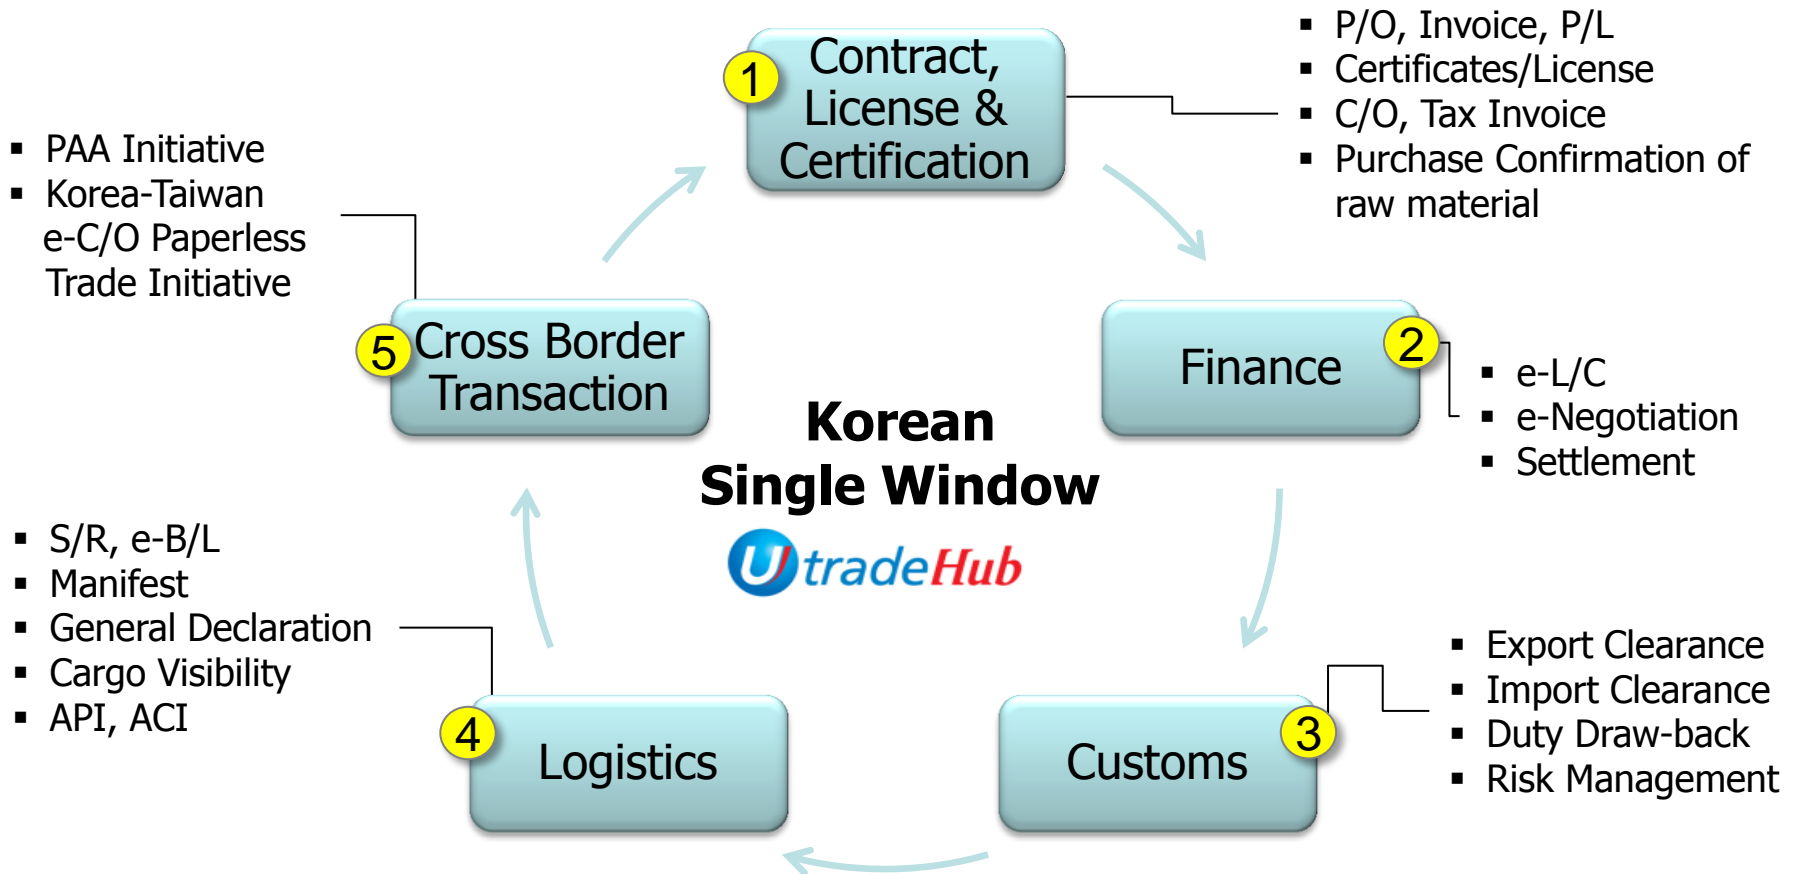 1
Contract,
License &
Certification
▪ P/O, Invoice, P/L
▪ Certificates/License
▪ C/O, Tax Invoice
▪ Purchase Confirmation of
raw material
2
Finance
▪ e-L/C
▪ e-Negotiation
▪ Settlement
3
Customs
▪ Export Clearance
▪ Import Clearance
▪ Duty Draw-back
▪ Risk Management
4
Logistics
▪ S/R, e-B/L
▪ Manifest
▪ General Declaration
▪ Cargo Visibility
▪ API, ACI
5
Cross Border
Transaction
▪ PAA Initiative
▪ Korea-Taiwan
e-C/O Paperless
Trade Initiative
Korean
Single Window
UtradeHub